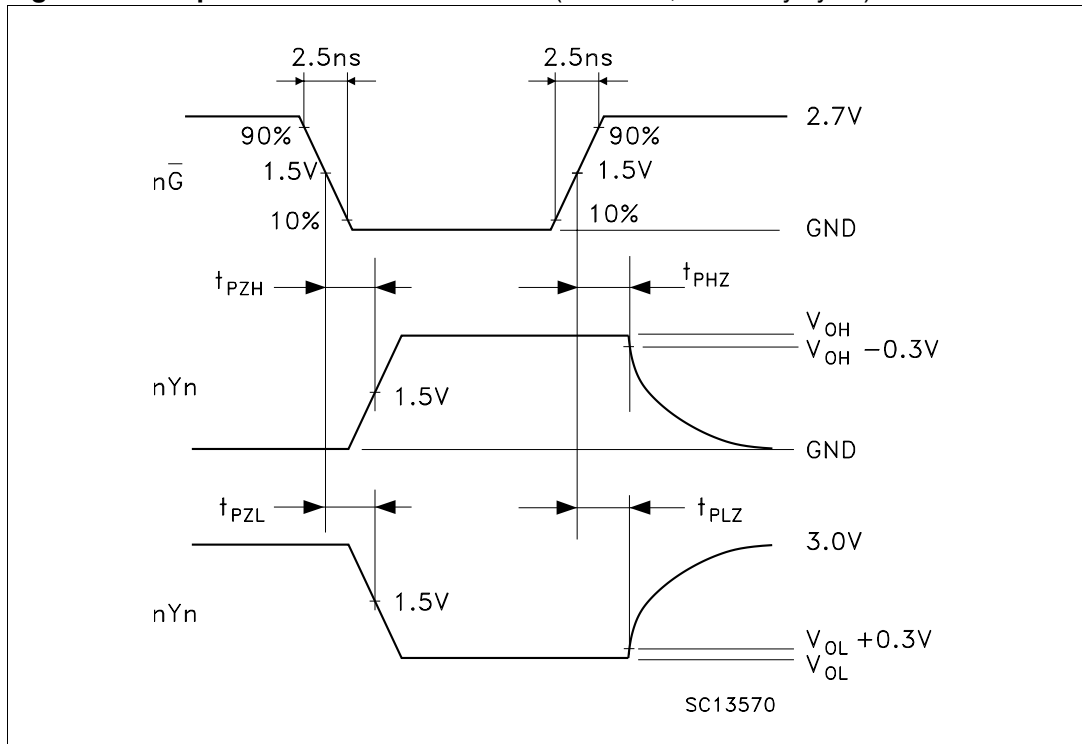 2.5ns 2.5ns
2.7V
90% 90%
1.5V 1.5V
nG̅
10% 10%
GND
tPZH tPHZ
VOH
VOH −0.3V
nYn
1.5V
GND
tPZL tPLZ
3.0V
1.5V
nYn
VOL +0.3V
VOL
SC13570